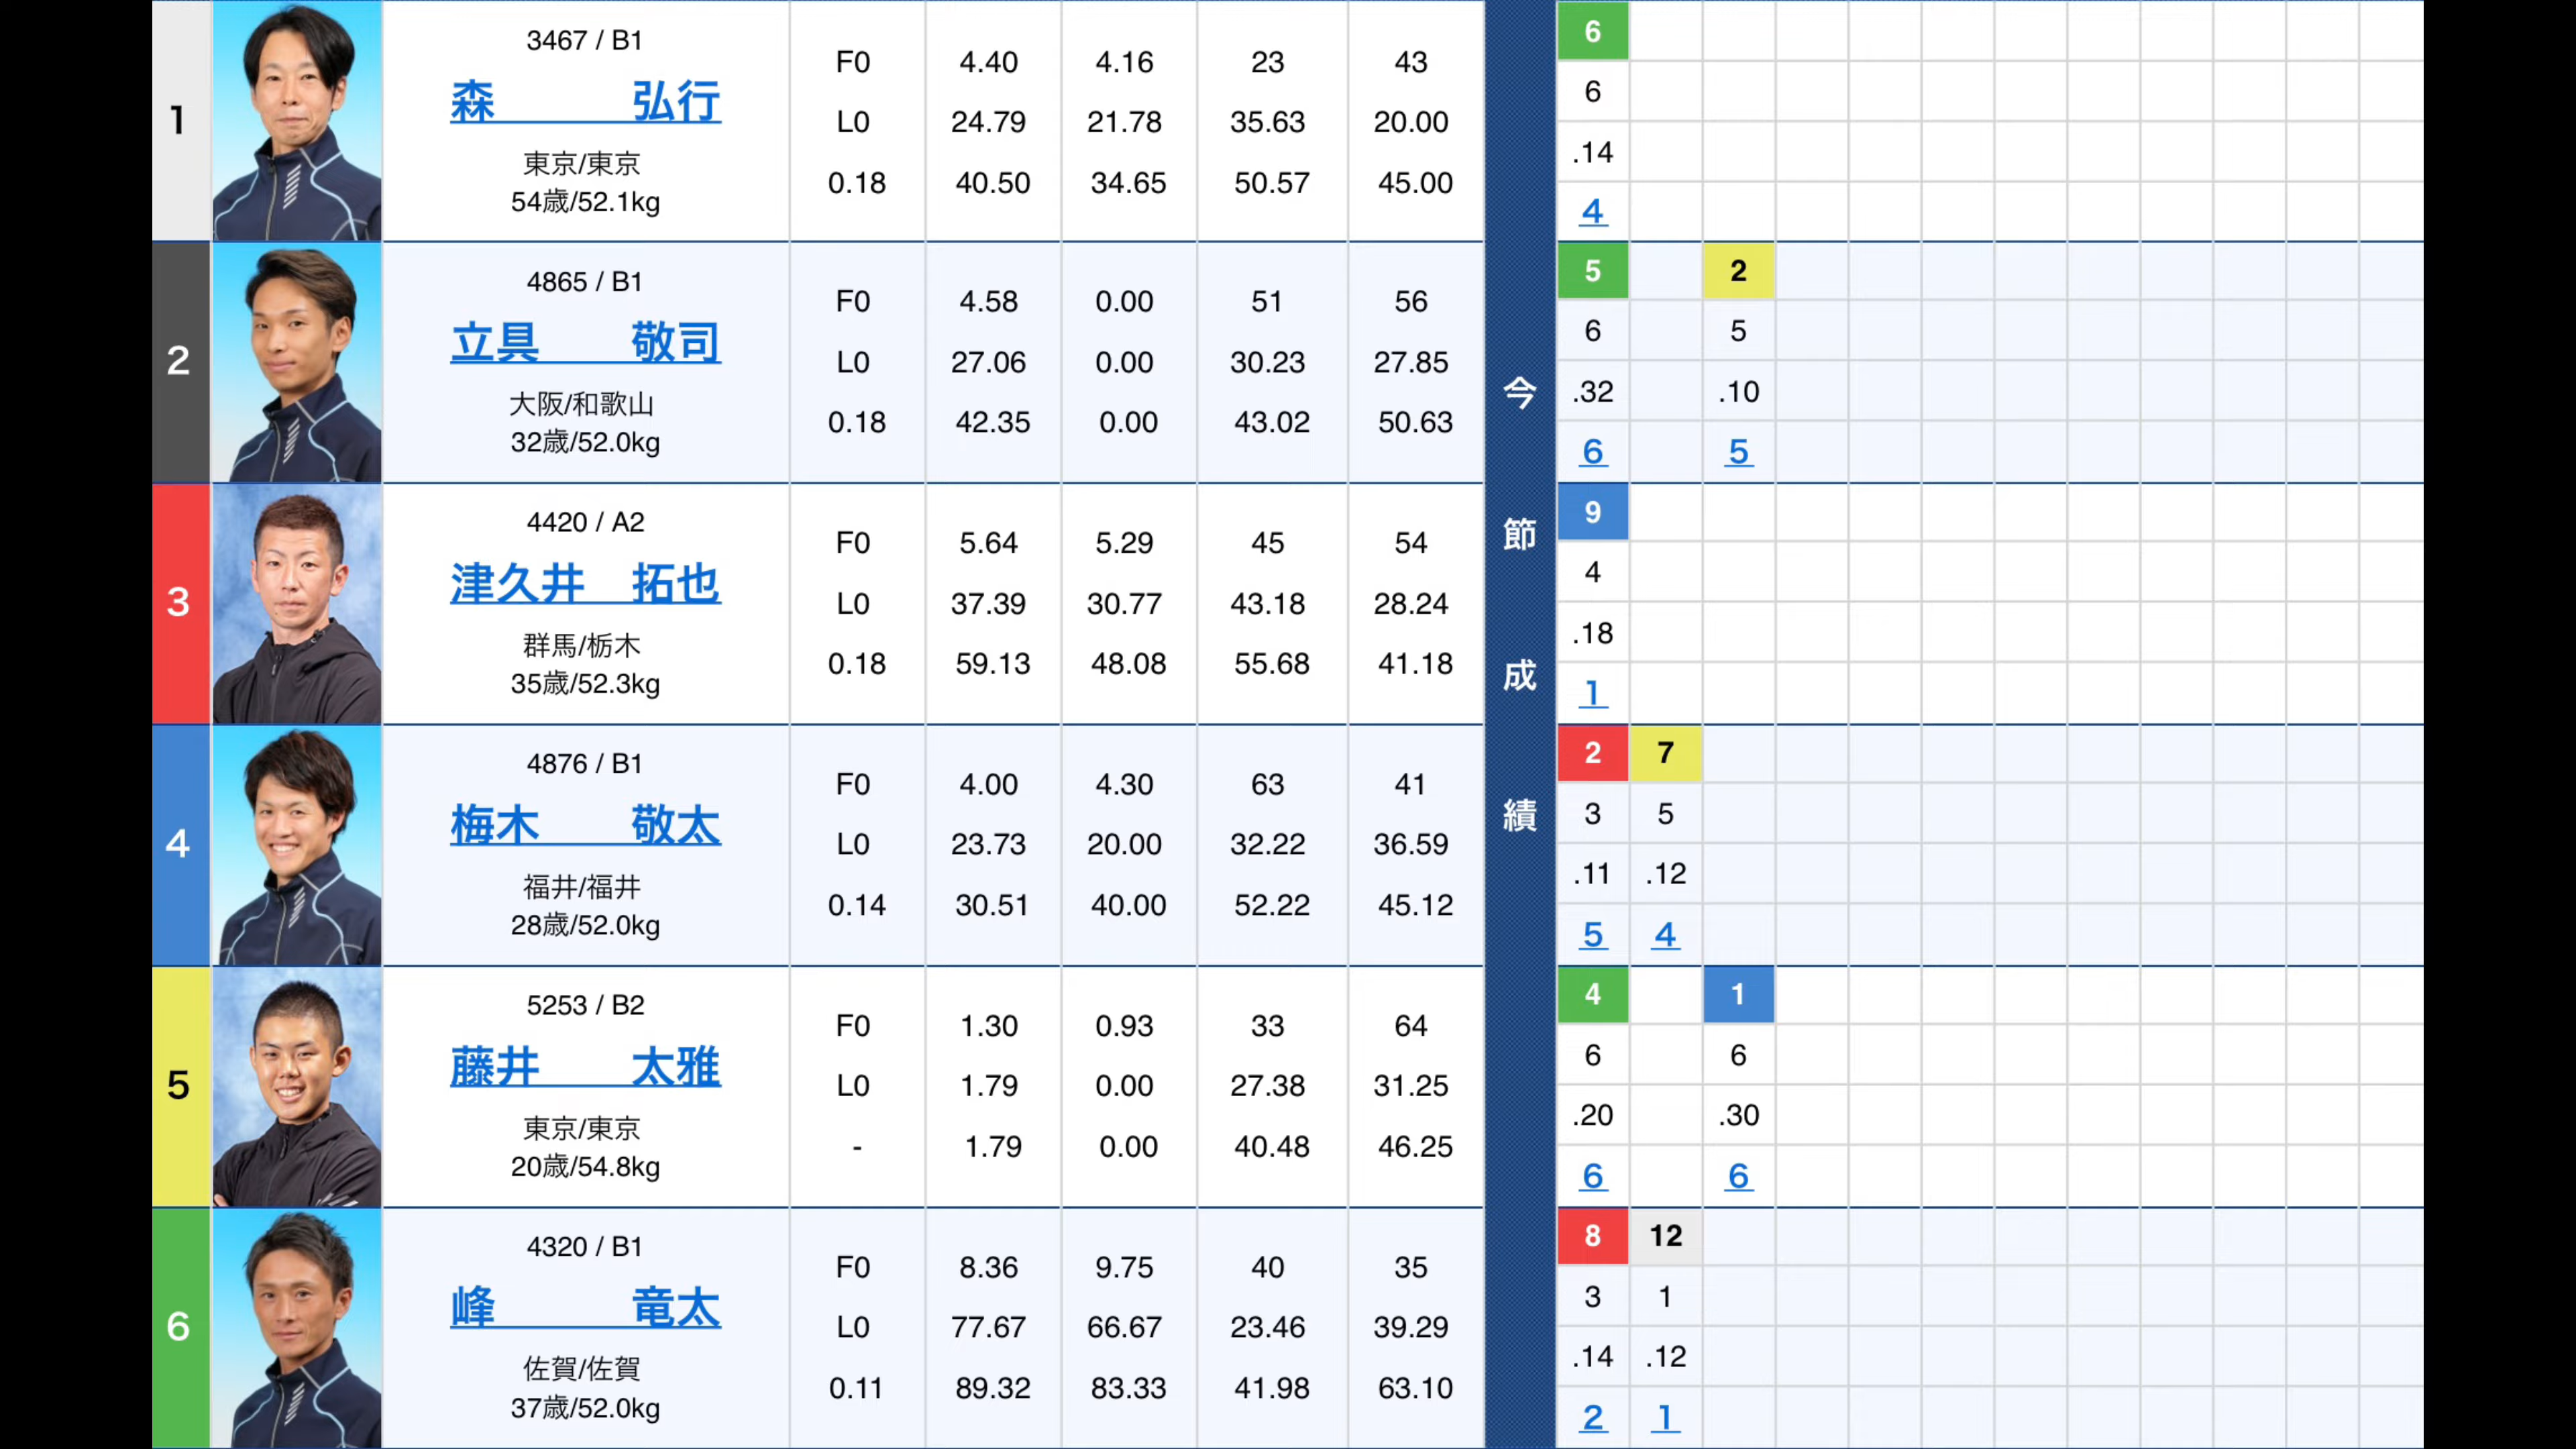 1
3467 / B1
森 弘行
東京/東京
54歳/52.1kg
F0 4.40 4.16 23 43
L0 24.79 21.78 35.63 20.00
0.18 40.50 34.65 50.57 45.00
6
6
.14
4
2
4865 / B1
立具 敬司
大阪/和歌山
32歳/52.0kg
F0 4.58 0.00 51 56
L0 27.06 0.00 30.23 27.85
0.18 42.35 0.00 43.02 50.63
5 2
6 5
.32 .10
6 5
3
4420 / A2
津久井 拓也
群馬/栃木
35歳/52.3kg
F0 5.64 5.29 45 54
L0 37.39 30.77 43.18 28.24
0.18 59.13 48.08 55.68 41.18
9
4
.18
1
4
4876 / B1
梅木 敬太
福井/福井
28歳/52.0kg
F0 4.00 4.30 63 41
L0 23.73 20.00 32.22 36.59
0.14 30.51 40.00 52.22 45.12
2 7
3 5
.11 .12
5 4
5
5253 / B2
藤井 太雅
東京/東京
20歳/54.8kg
F0 1.30 0.93 33 64
L0 1.79 0.00 27.38 31.25
- 1.79 0.00 40.48 46.25
4 1
6 6
.20 .30
6 6
6
4320 / B1
峰 竜太
佐賀/佐賀
37歳/52.0kg
F0 8.36 9.75 40 35
L0 77.67 66.67 23.46 39.29
0.11 89.32 83.33 41.98 63.10
8 12
3 1
.14 .12
2 1
今節成績